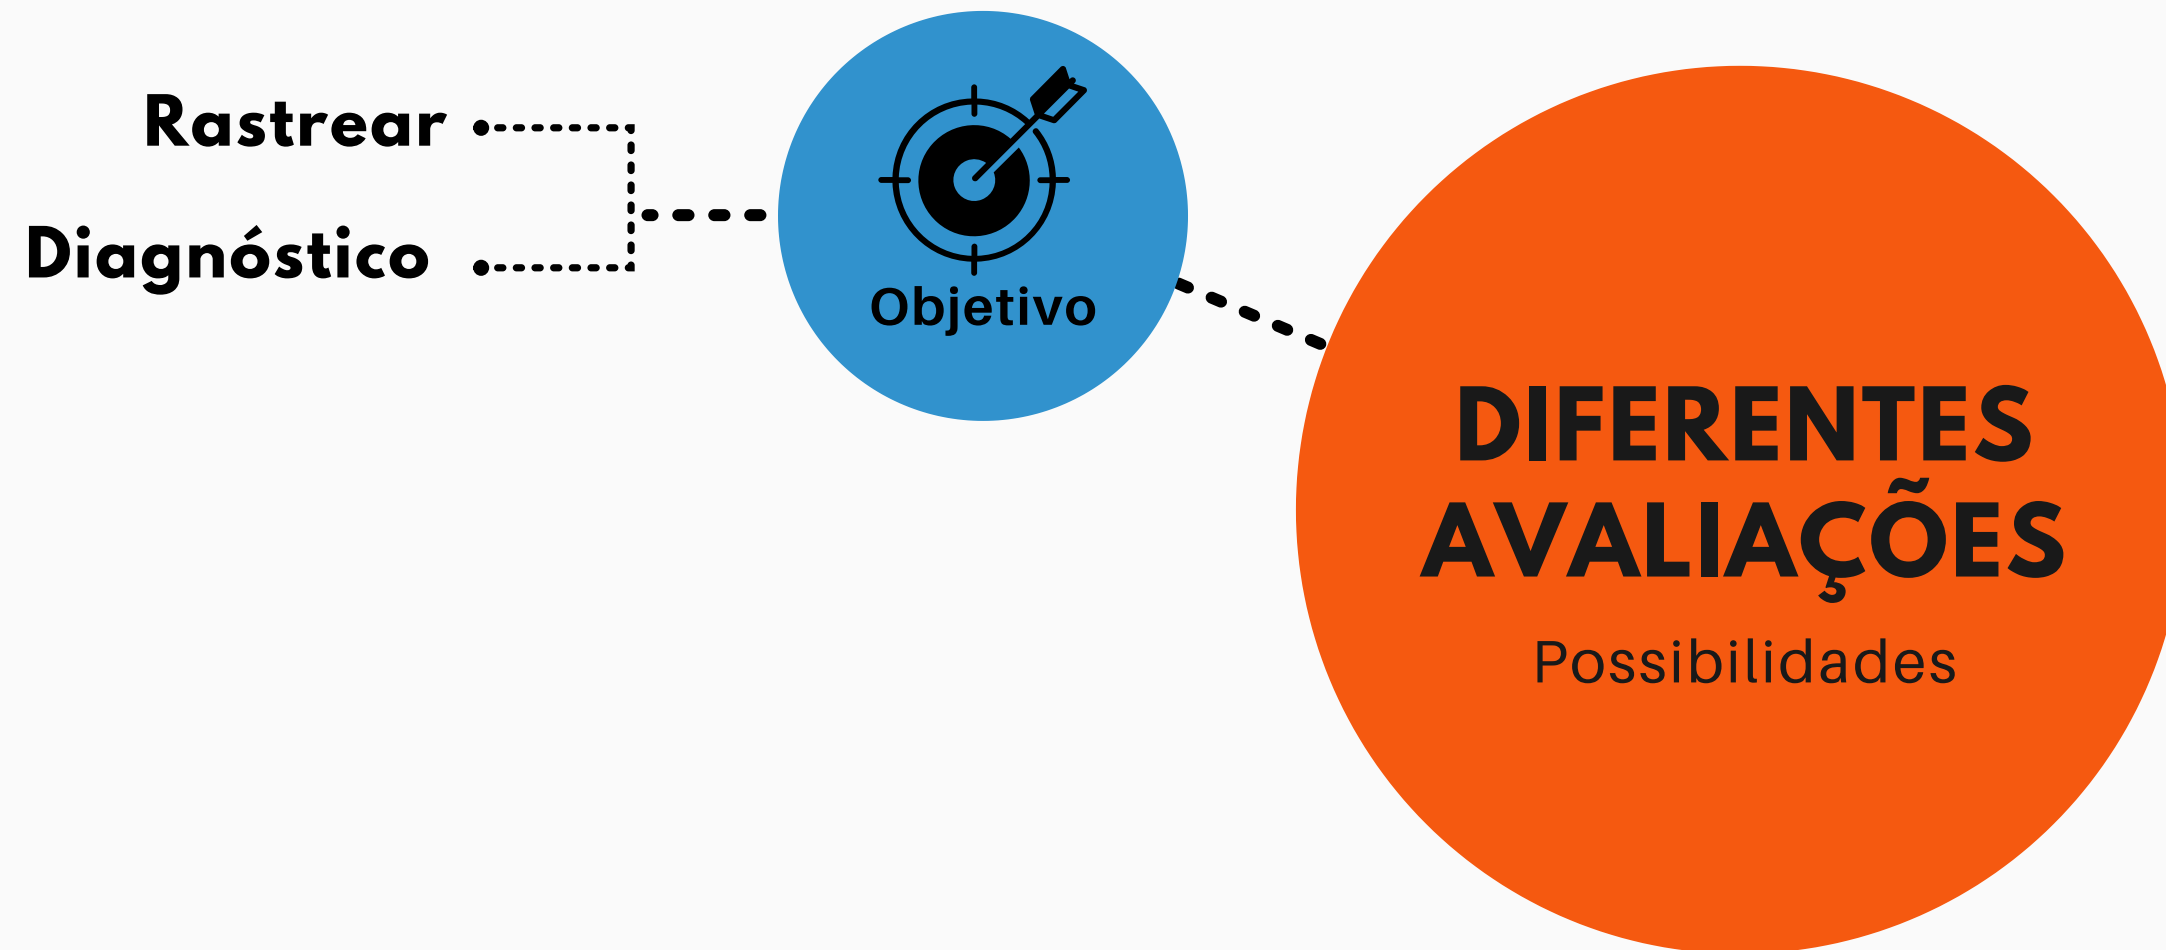 Rastrear
Diagnóstico
Objetivo
DIFERENTES
AVALIAÇÕES
Possibilidades